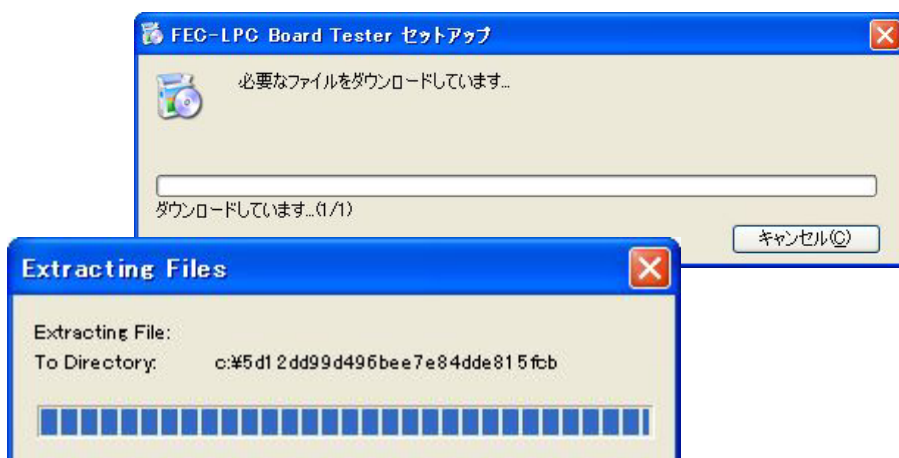 FEC-LPC Board Tester セットアップ
必要なファイルをダウンロードしています...
ダウンロードしています...(1/1)
キャンセル(C)
Extracting Files
Extracting File:
To Directory: c:¥5d12dd99d496bee7e84dde815fcb